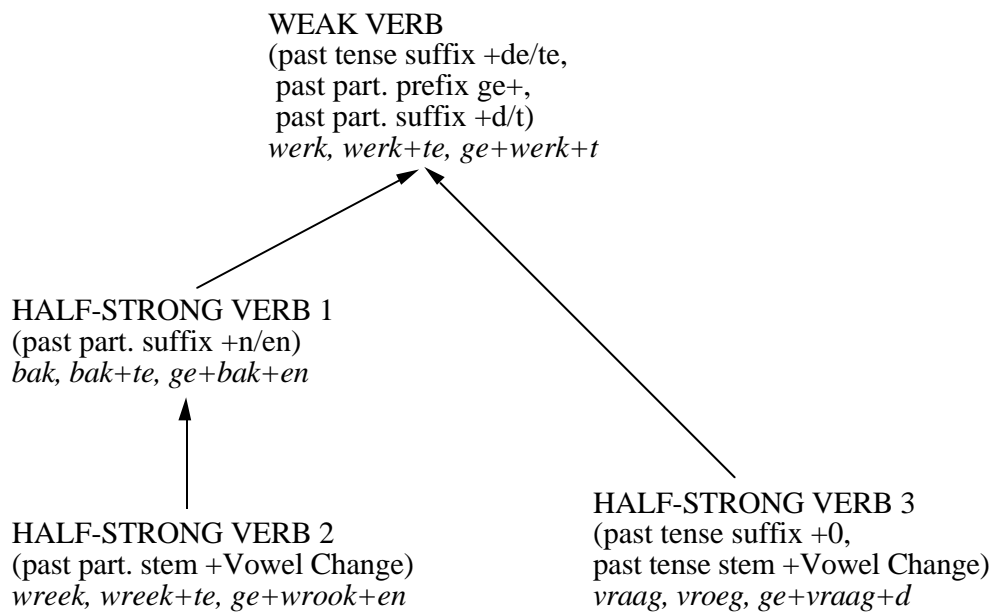 WEAK VERB
(past tense suffix +de/te,
past part. prefix ge+,
past part. suffix +d/t)
werk, werk+te, ge+werk+t
HALF-STRONG VERB 1
(past part. suffix +n/en)
bak, bak+te, ge+bak+en
HALF-STRONG VERB 2
(past part. stem +Vowel Change)
wreek, wreek+te, ge+wrook+en
HALF-STRONG VERB 3
(past tense suffix +0,
past tense stem +Vowel Change)
vraag, vroeg, ge+vraag+d